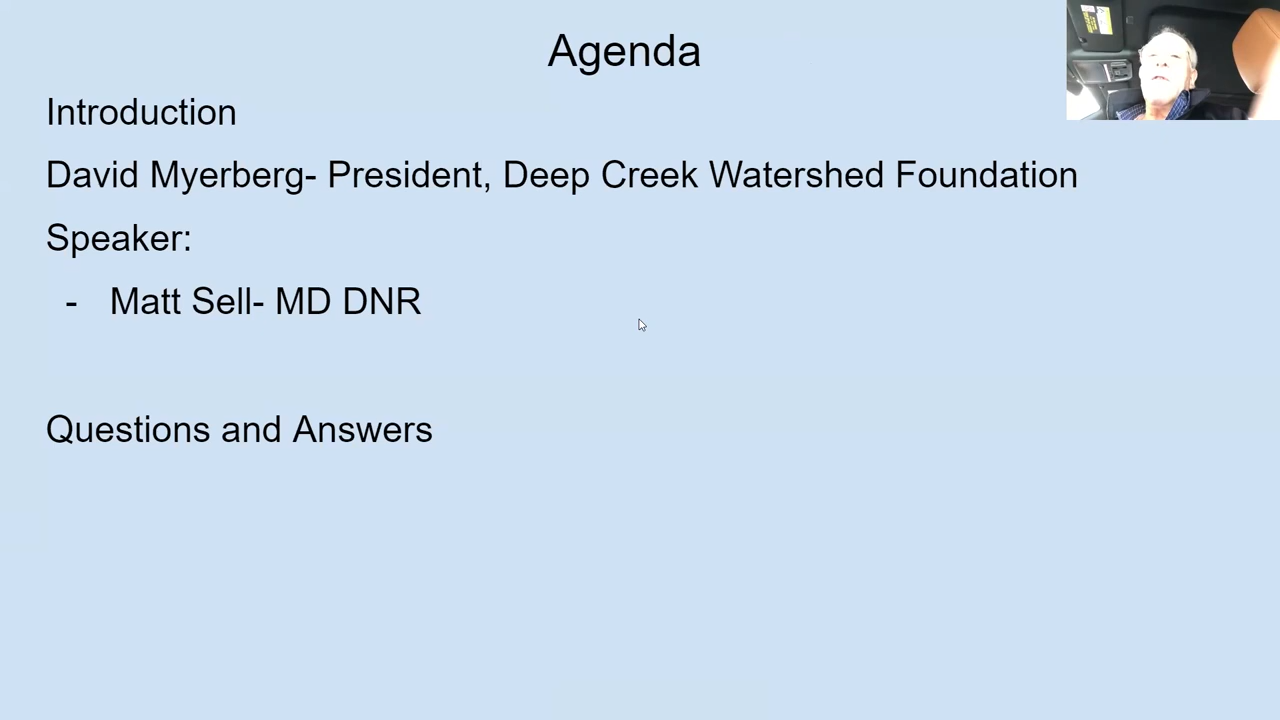 Agenda
Introduction
David Myerberg- President, Deep Creek Watershed Foundation
Speaker:
- Matt Sell- MD DNR
Questions and Answers